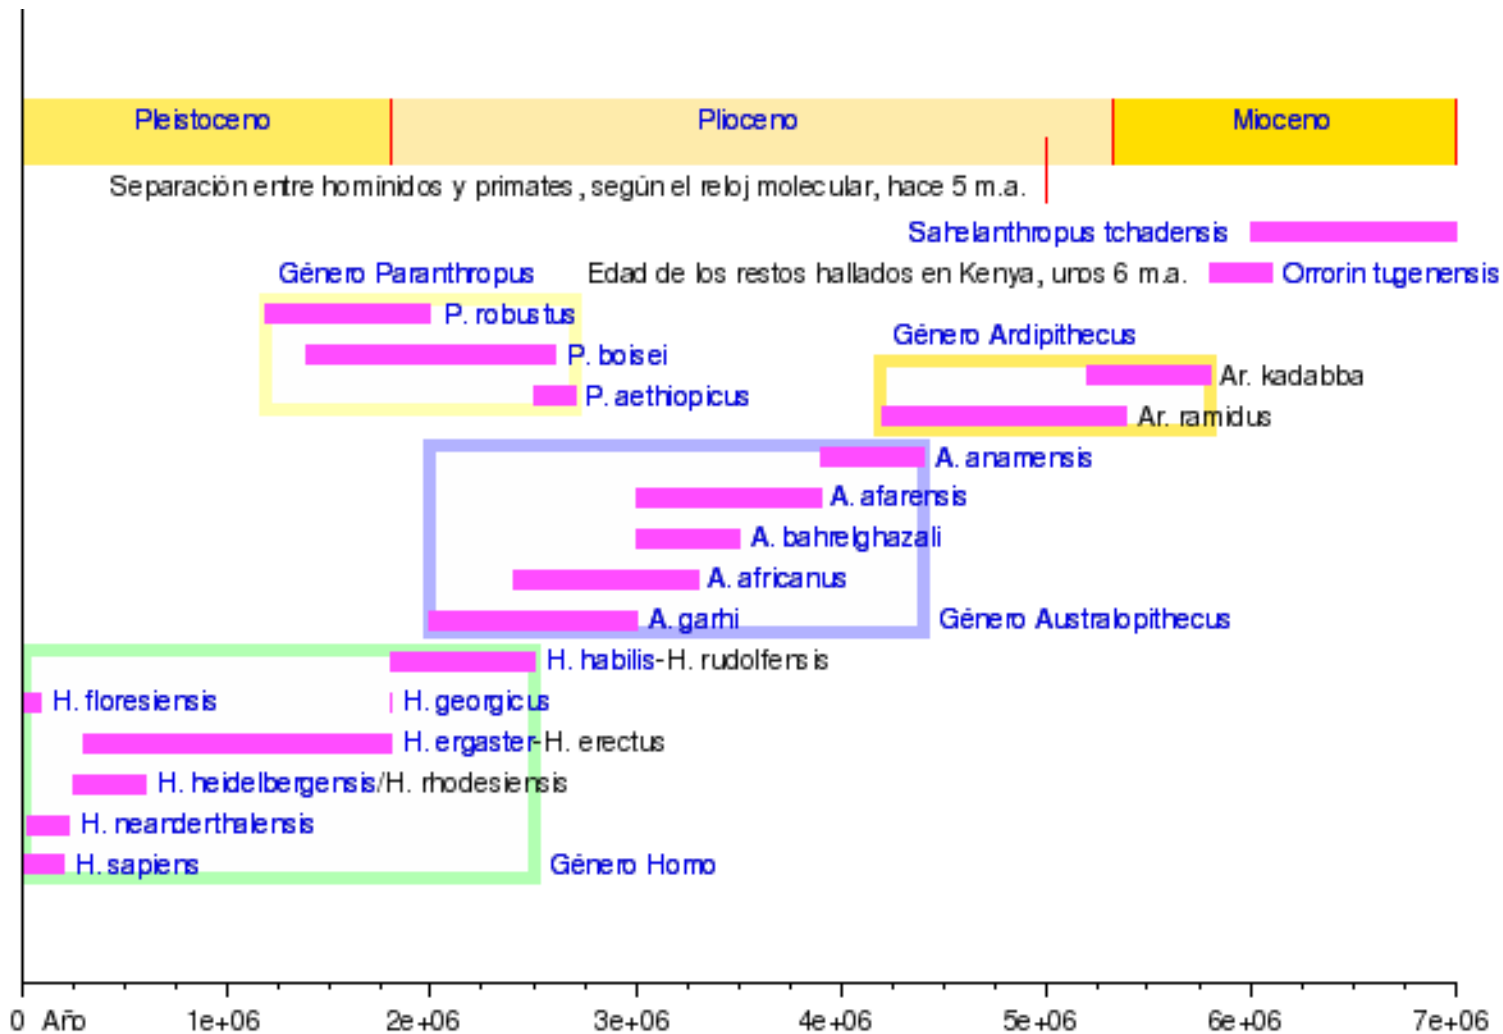 Pleistoceno Plioceno Mioceno
Separación entre homínidos y primates, según el reloj molecular, hace 5 m.a.
Sahelanthropus tchadensis
Género Paranthropus Edad de los restos hallados en Kenya, unos 6 m.a. Orrorin tugenensis
P. robustus
Género Ardipithecus
P. boisei
Ar. kadabba
P. aethiopicus
Ar. ramidus
A. anamensis
A. afarensis
A. bahrelghazali
A. africanus
A. garhi Género Australopithecus
H. habilis-H. rudolfensis
H. floresiensis H. georgicus
H. ergaster-H. erectus
H. heidelbergensis/H. rhodesiensis
H. neanderthalensis
H. sapiens Género Homo
0 Año 1e+06 2e+06 3e+06 4e+06 5e+06 6e+06 7e+06